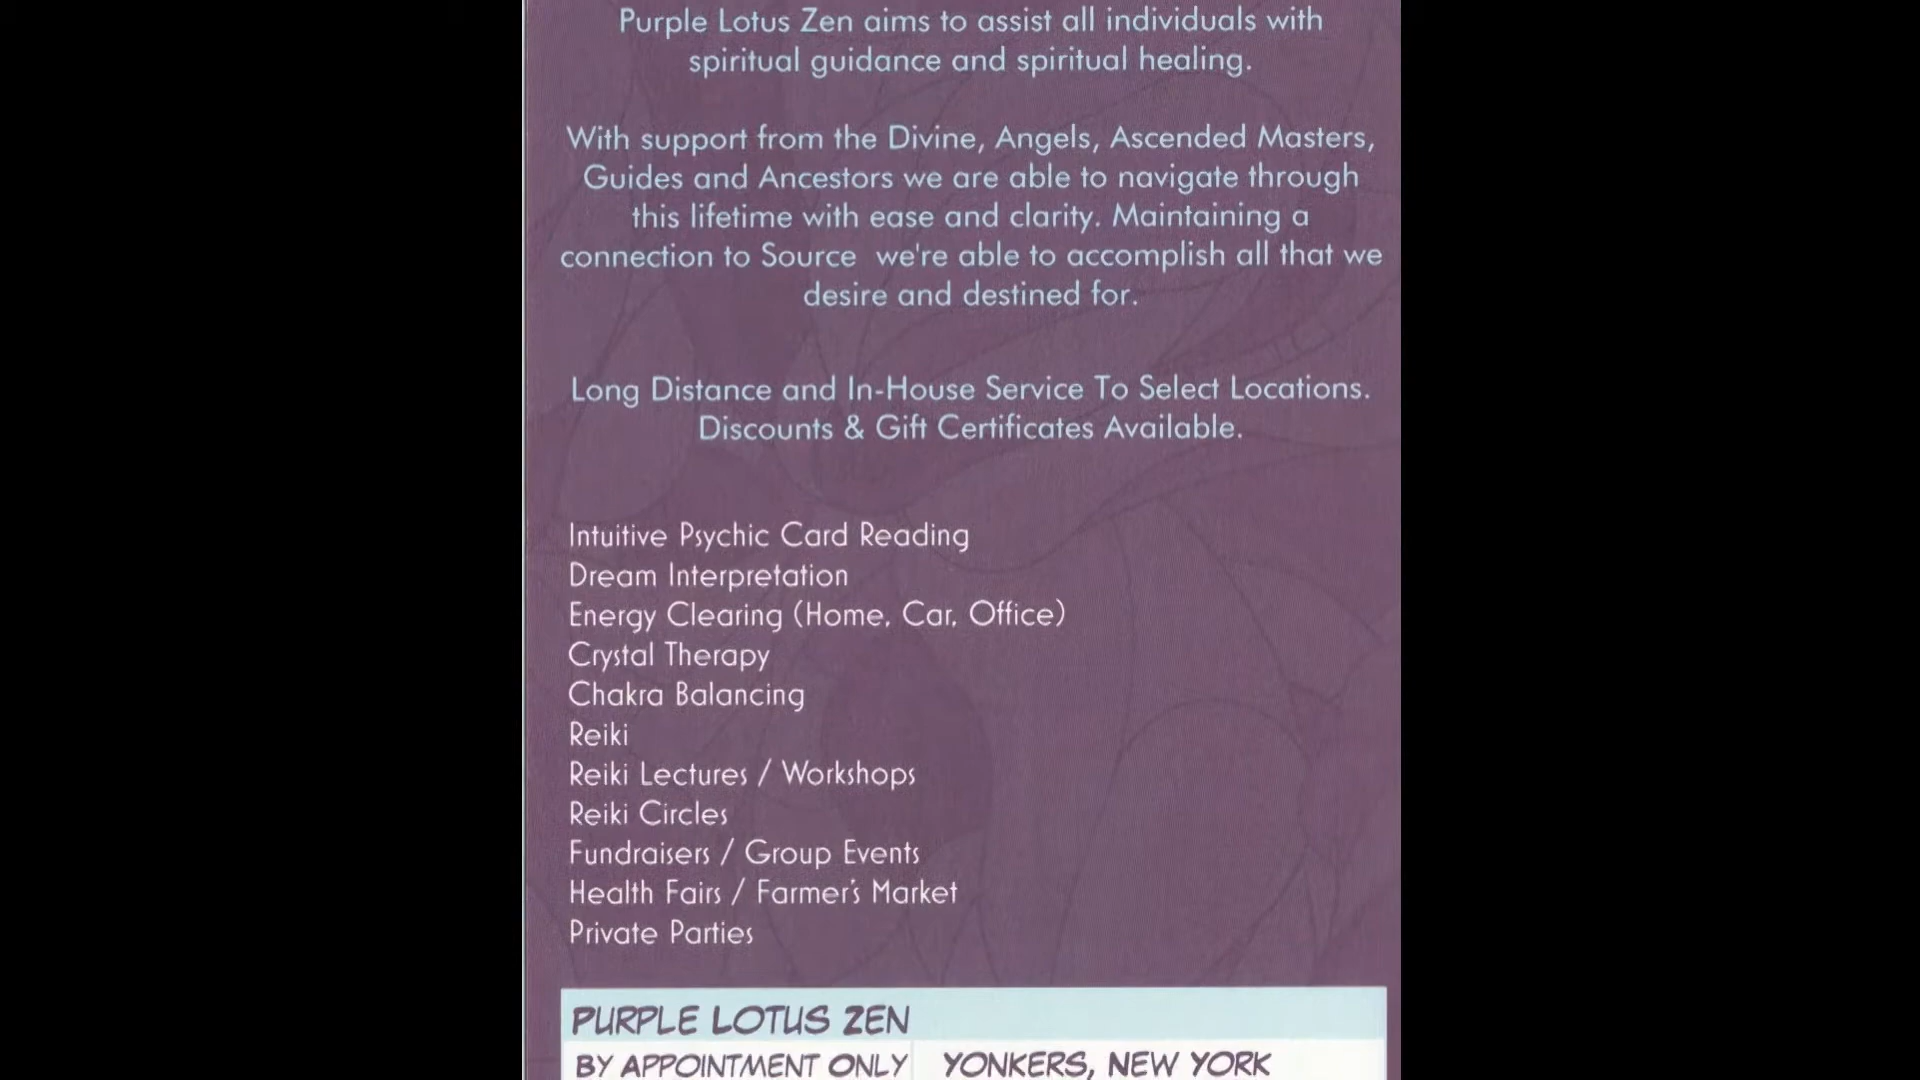 Purple Lotus Zen aims to assist all individuals with
spiritual guidance and spiritual healing.
With support from the Divine, Angels, Ascended Masters,
Guides and Ancestors we are able to navigate through
this lifetime with ease and clarity. Maintaining a
connection to Source we're able to accomplish all that we
desire and destined for.
Long Distance and In-House Service To Select Locations.
Discounts & Gift Certificates Available.
Intuitive Psychic Card Reading
Dream Interpretation
Energy Clearing (Home, Car, Office)
Crystal Therapy
Chakra Balancing
Reiki
Reiki Lectures / Workshops
Reiki Circles
Fundraisers / Group Events
Health Fairs / Farmer's Market
Private Parties
PURPLE LOTUS ZEN
BY APPOINTMENT ONLY YONKERS, NEW YORK